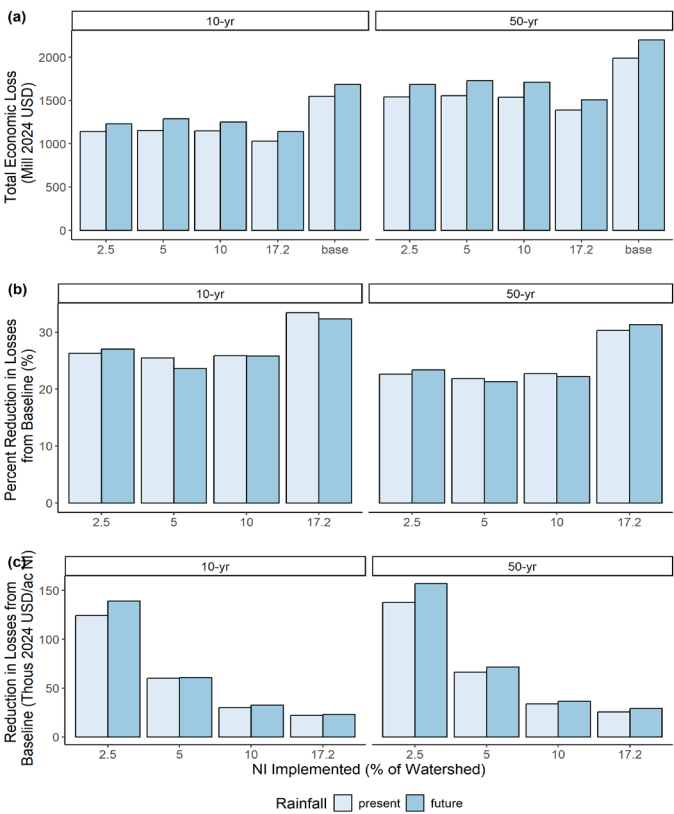 (a)
10-yr
50-yr
Total Economic Loss
(Mill 2024 USD)
2000
1500
1000
500
0
2.5
5
10
17.2
base
2.5
5
10
17.2
base
(b)
10-yr
50-yr
Percent Reduction in Losses
from Baseline (%)
30
20
10
0
2.5
5
10
17.2
2.5
5
10
17.2
(c)
10-yr
50-yr
Reduction in Losses from
Baseline (Thous 2024 USD/ac NI)
150
100
50
0
2.5
5
10
17.2
2.5
5
10
17.2
NI Implemented (% of Watershed)
Rainfall
present
future